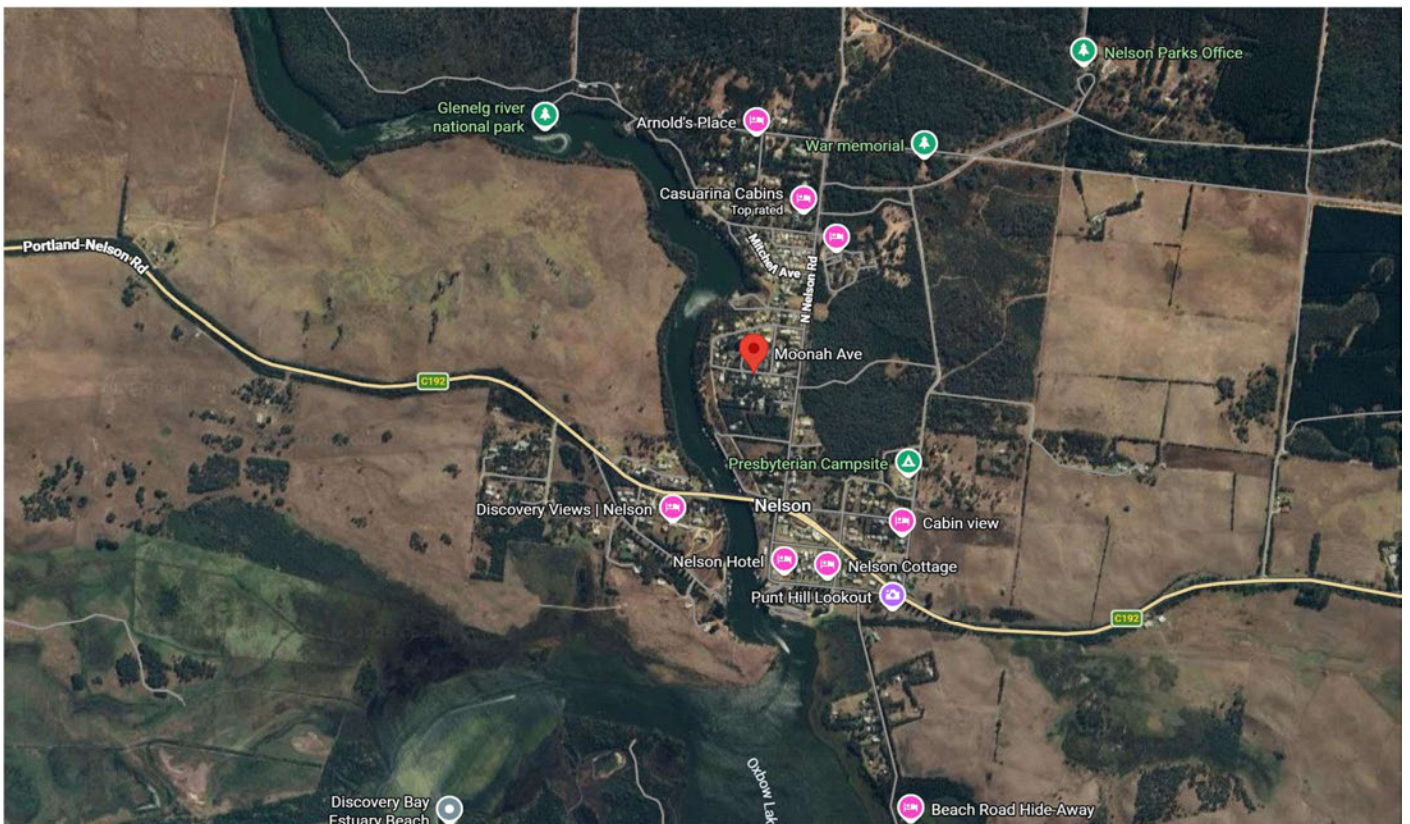 Nelson Parks Office
Glenelg river
national park
Arnold's Place
War memorial
Casuarina Cabins
Top rated
Portland-Nelson Rd
Mitchell Ave
N Nelson Rd
Moonah Ave
C192
Presbyterian Campsite
Discovery Views | Nelson
Nelson
Cabin view
Nelson Hotel
Nelson Cottage
Punt Hill Lookout
C192
Oxbow Lak
Discovery Bay
Estuary Beach
Beach Road Hide-Away